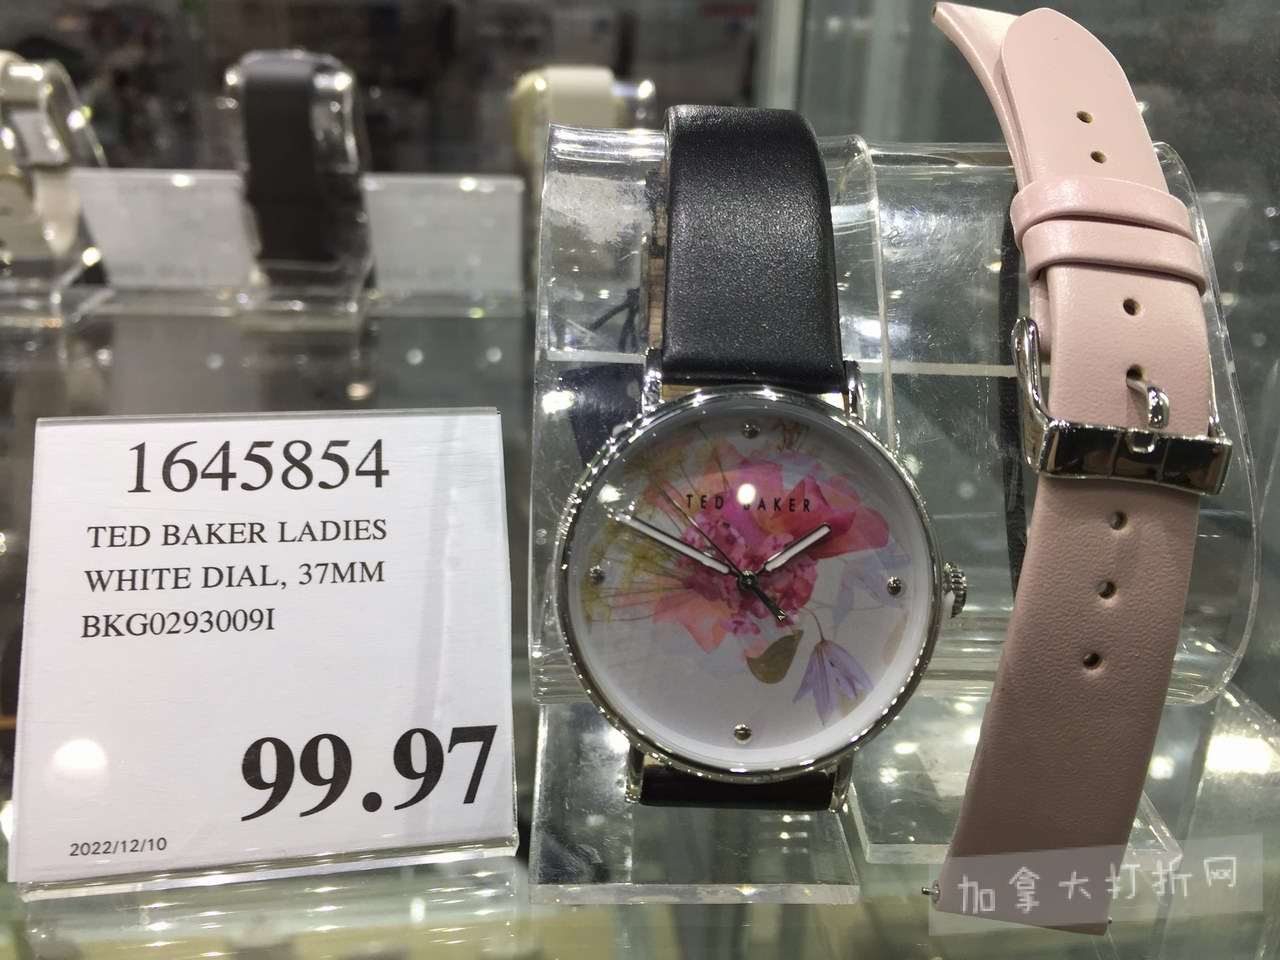 1645854
TED BAKER LADIES
WHITE DIAL, 37MM
BKG0293009I
99.97
2022/12/10
TED BAKER
加拿大打折网